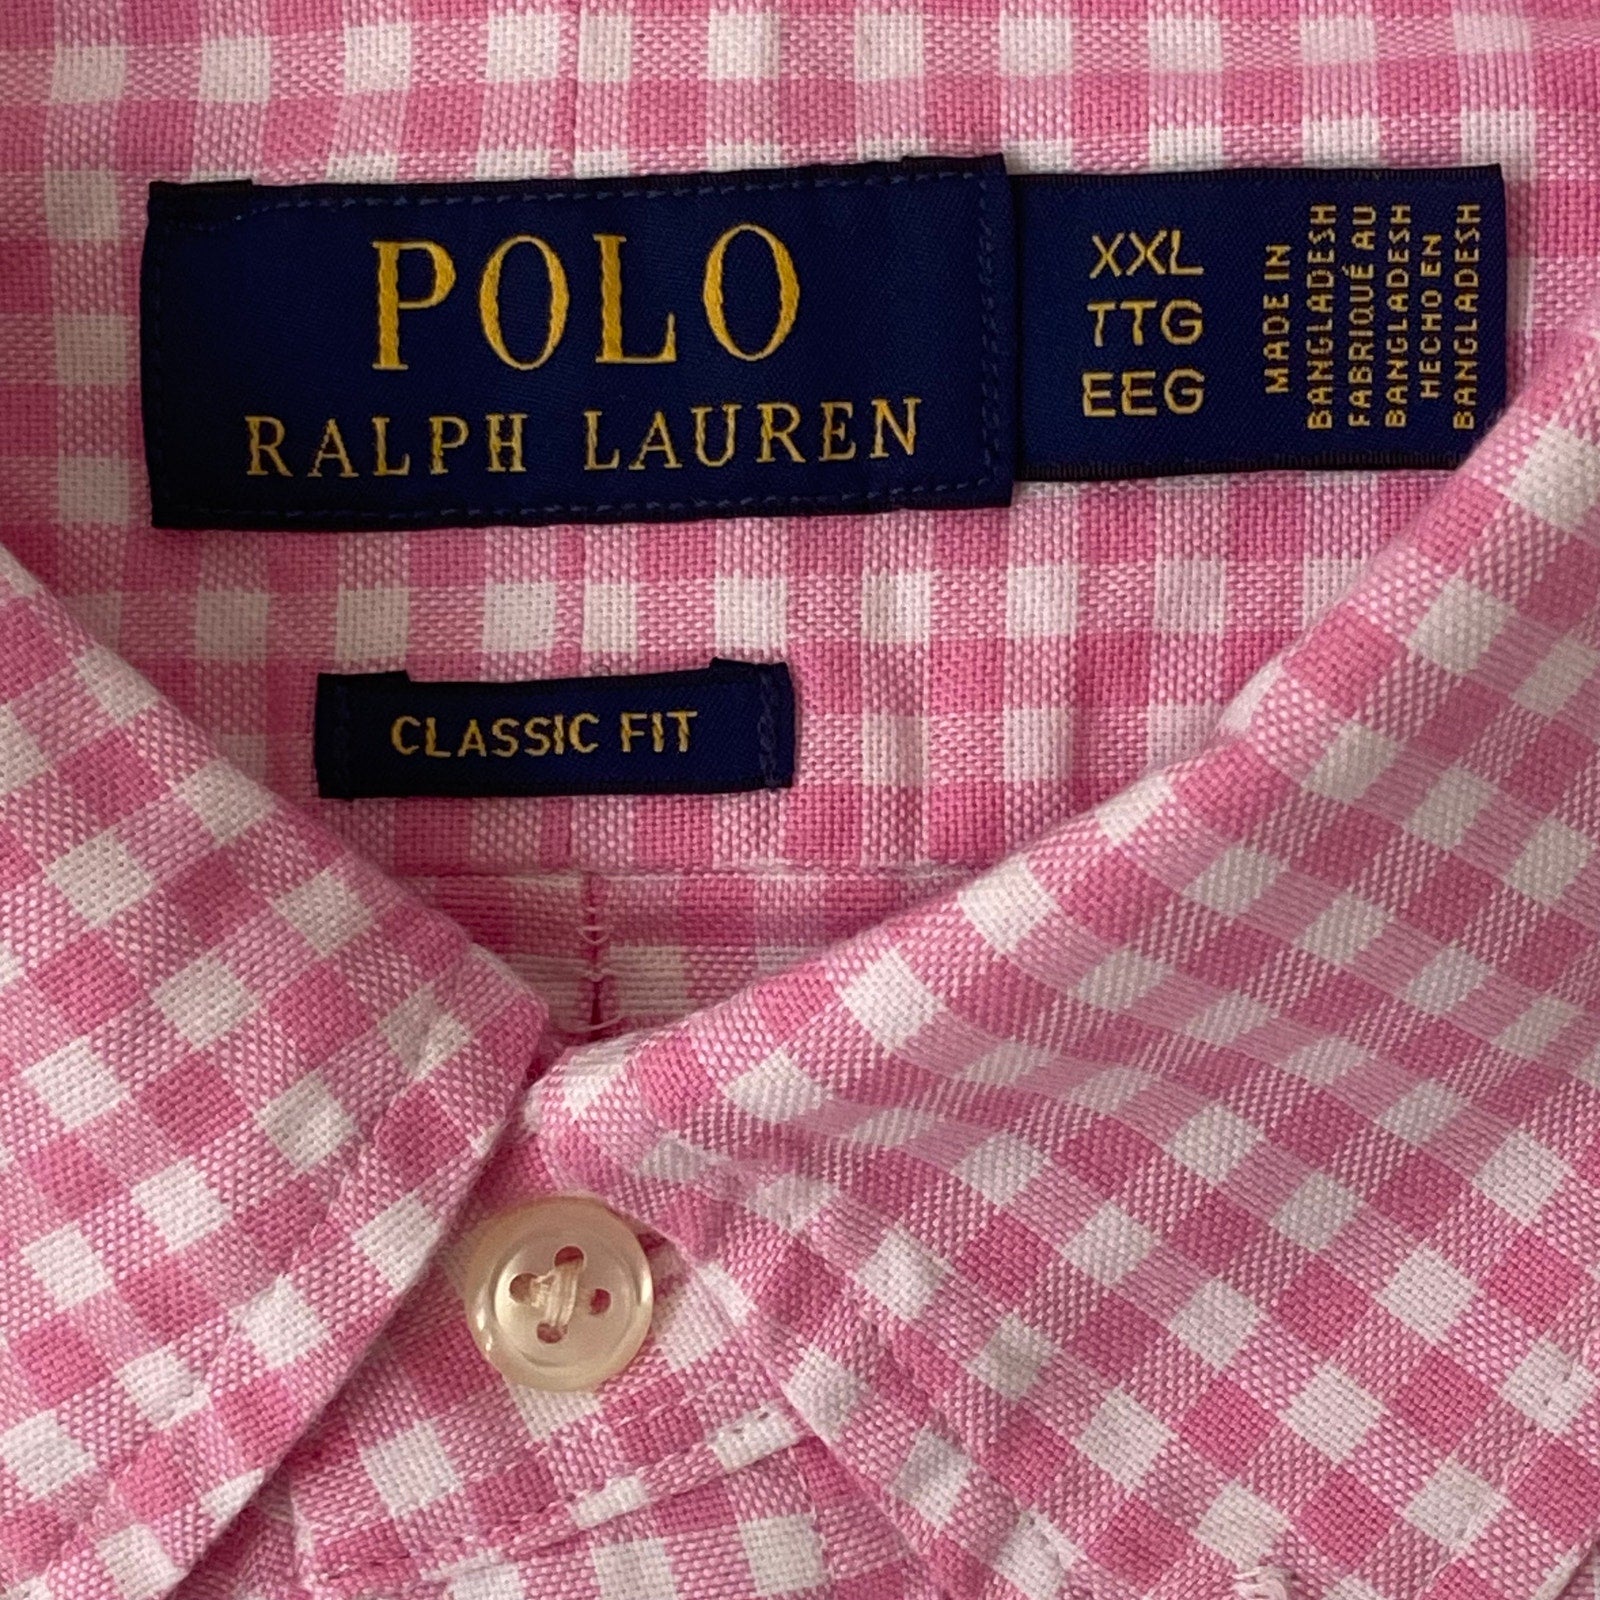 POLO
RALPH LAUREN
XXL
TTG
EEG
MADE IN
BANGLADESH
FABRIQUÉ AU
BANGLADESH
HECHO EN
BANGLADESH
CLASSIC FIT